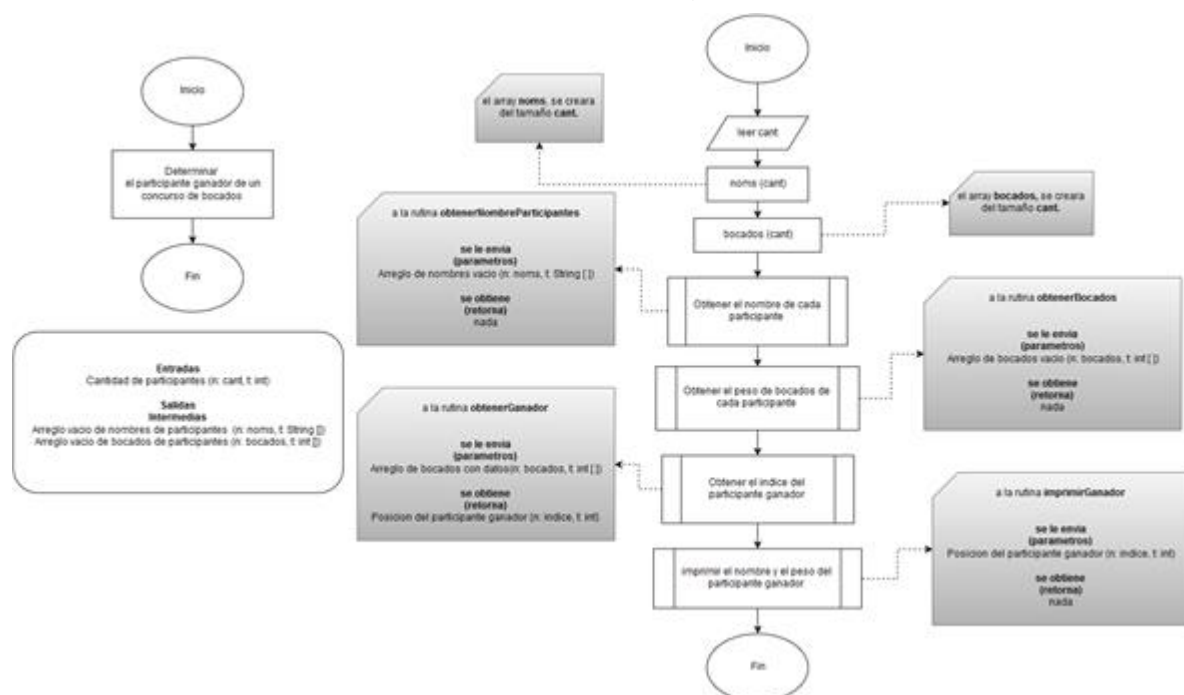 Inicio
Determinar
el participante ganador de un
concurso de bocados
Fin
Entradas
Cantidad de participantes (n: cant, t: int)
Salidas
Intermedias
Arreglo vacio de nombres de participantes (n: noms, t: String [])
Arreglo vacio de bocados de participantes (n: bocados, t: int [])
Inicio
leer cant
el array noms, se creara
del tamaño cant.
noms (cant)
bocados (cant)
el array bocados, se creara
del tamaño cant.
a la rutina obtenerNombreParticipantes
se le envia
(parametros)
Arreglo de nombres vacio (n: noms, t: String [ ])
se obtiene
(retorna)
nada
Obtener el nombre de cada
participante
a la rutina obtenerBocados
se le envia
(parametros)
Arreglo de bocados vacio (n: bocados, t: int [ ])
se obtiene
(retorna)
nada
Obtener el peso de bocados de
cada participante
a la rutina obtenerGanador
se le envia
(parametros)
Arreglo de bocados con datos(n: bocados, t: int [ ])
se obtiene
(retorna)
Posicion del participante ganador (n: indice, t: int)
Obtener el indice del
participante ganador
a la rutina imprimirGanador
se le envia
(parametros)
Posicion del participante ganador (n: indice, t: int)
se obtiene
(retorna)
nada
imprimir el nombre y el peso del
participante ganador
Fin